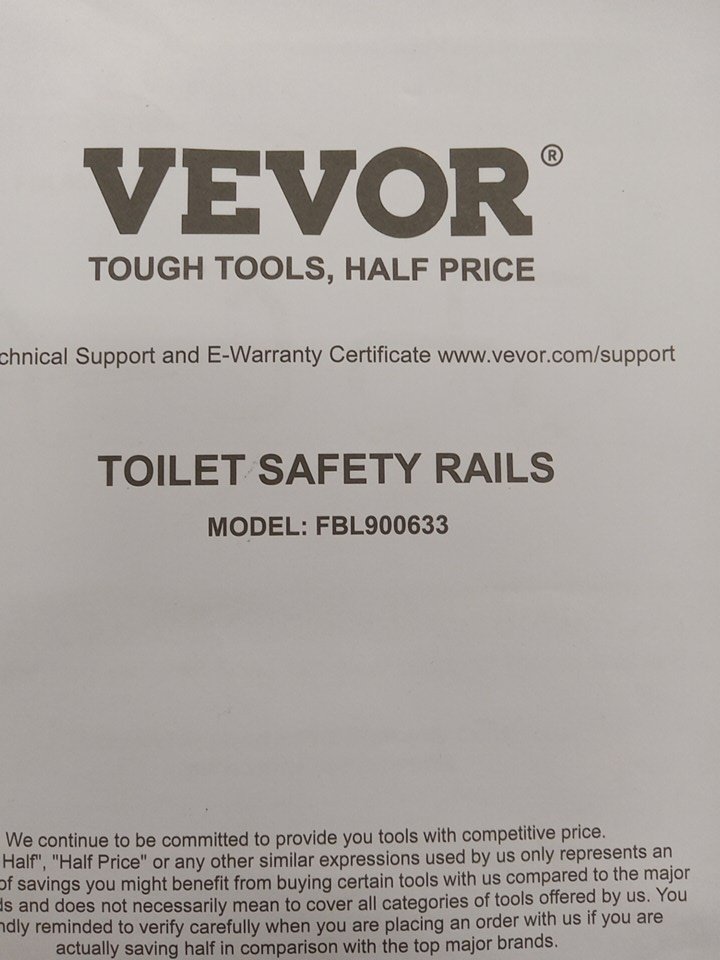 VEVOR®
TOUGH TOOLS, HALF PRICE
chnical Support and E-Warranty Certificate www.vevor.com/support
TOILET SAFETY RAILS
MODEL: FBL900633
We continue to be committed to provide you tools with competitive price.
Half", "Half Price" or any other similar expressions used by us only represents an
of savings you might benefit from buying certain tools with us compared to the major
ds and does not necessarily mean to cover all categories of tools offered by us. You
ndly reminded to verify carefully when you are placing an order with us if you are
actually saving half in comparison with the top major brands.